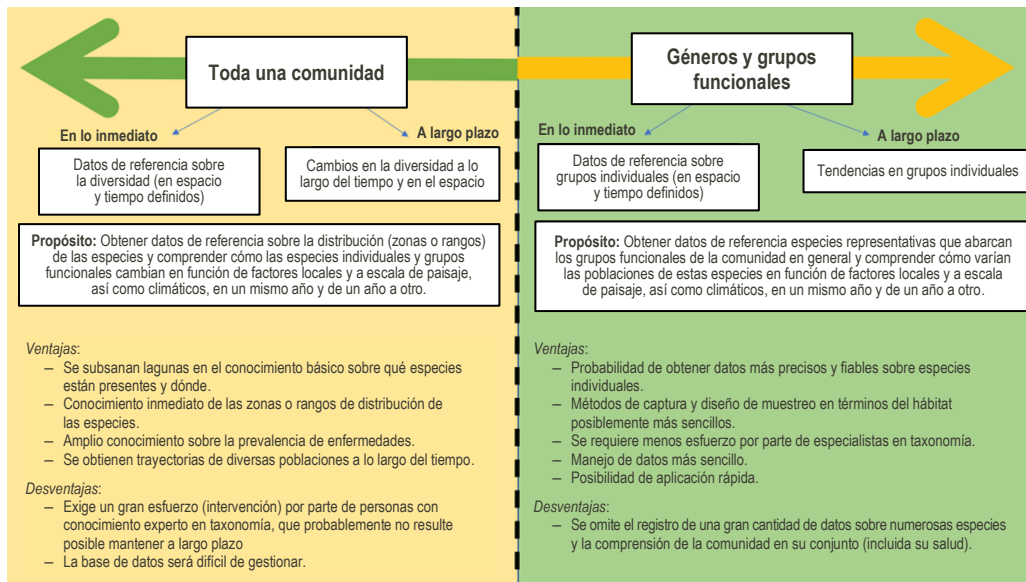 Toda una comunidad
En lo inmediato
A largo plazo
Datos de referencia sobre
la diversidad (en espacio
y tiempo definidos)
Cambios en la diversidad a lo
largo del tiempo y en el espacio
Propósito: Obtener datos de referencia sobre la distribución (zonas o rangos)
de las especies y comprender cómo las especies individuales y grupos
funcionales cambian en función de factores locales y a escala de paisaje,
así como climáticos, en un mismo año y de un año a otro.
Ventajas:
– Se subsanan lagunas en el conocimiento básico sobre qué especies
están presentes y dónde.
– Conocimiento inmediato de las zonas o rangos de distribución de
las especies.
– Amplio conocimiento sobre la prevalencia de enfermedades.
– Se obtienen trayectorias de diversas poblaciones a lo largo del tiempo.
Desventajas:
– Exige un gran esfuerzo (intervención) por parte de personas con
conocimiento experto en taxonomía, que probablemente no resulte
posible mantener a largo plazo
– La base de datos será difícil de gestionar.
Géneros y grupos
funcionales
En lo inmediato
A largo plazo
Datos de referencia sobre
grupos individuales (en espacio
y tiempo definidos)
Tendencias en grupos individuales
Propósito: Obtener datos de referencia especies representativas que abarcan
los grupos funcionales de la comunidad en general y comprender cómo varían
las poblaciones de estas especies en función de factores locales y a escala
de paisaje, así como climáticos, en un mismo año y de un año a otro.
Ventajas:
– Probabilidad de obtener datos más precisos y fiables sobre especies
individuales.
– Métodos de captura y diseño de muestreo en términos del hábitat
posiblemente más sencillos.
– Se requiere menos esfuerzo por parte de especialistas en taxonomía.
– Manejo de datos más sencillo.
– Posibilidad de aplicación rápida.
Desventajas:
– Se omite el registro de una gran cantidad de datos sobre numerosas especies
y la comprensión de la comunidad en su conjunto (incluida su salud).